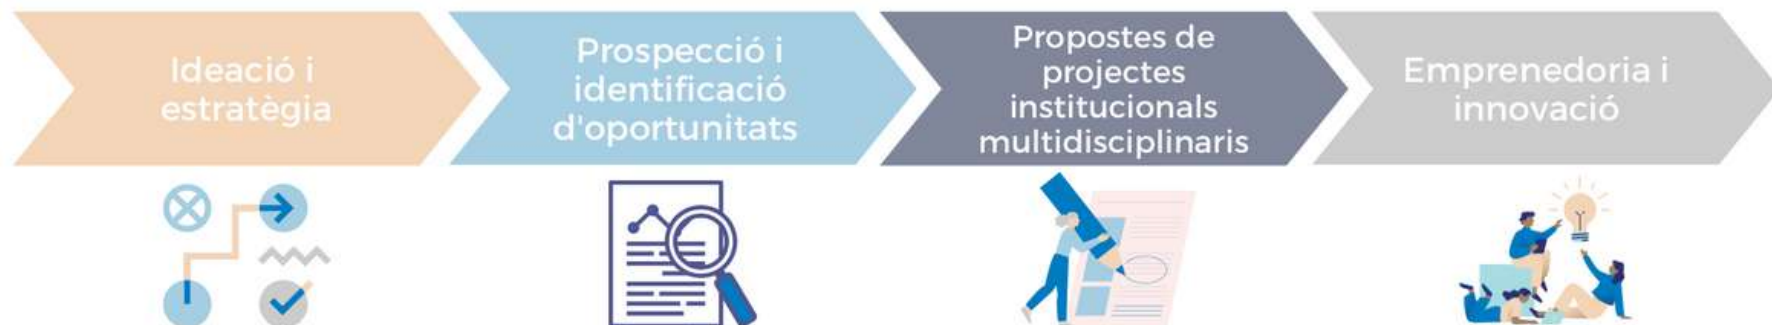 Ideació i
estratègia
Prospecció i
identificació
d'oportunitats
Propostes de
projectes
institucionals
multidisciplinaris
Emprenedoria i
innovació